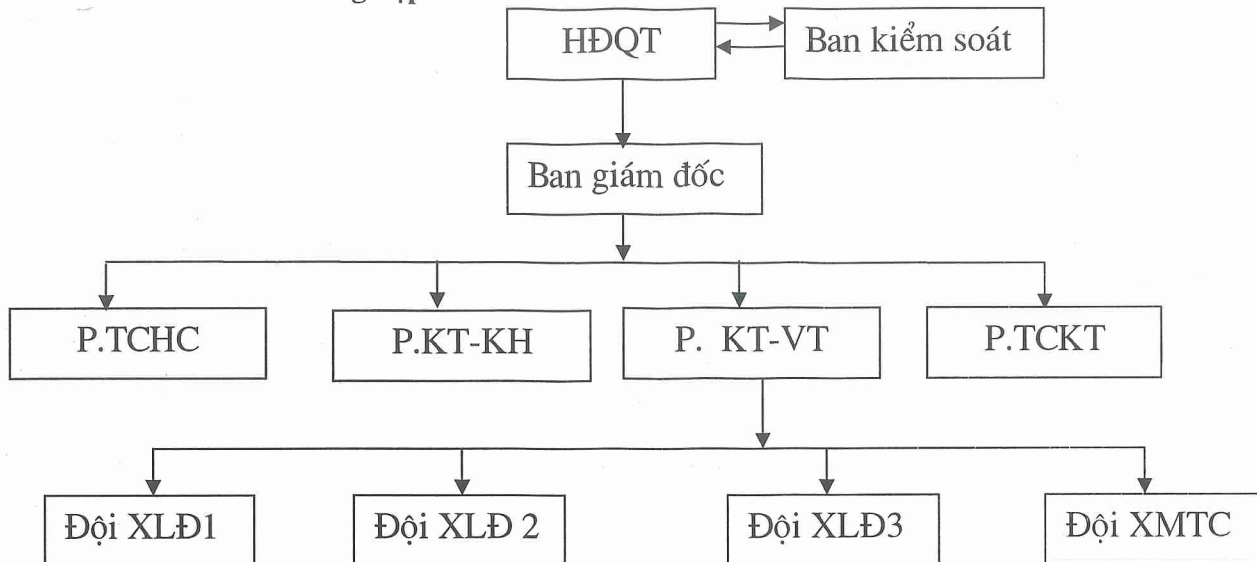 HĐQT
Ban kiểm soát
Ban giám đốc
P.TCHC
P.KT-KH
P. KT-VT
P.TCKT
Đội XLĐ1
Đội XLĐ 2
Đội XLĐ3
Đội XMTC